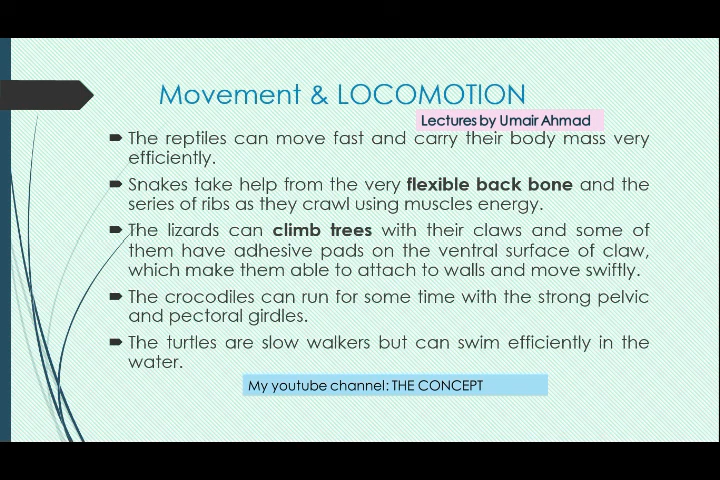 Movement & LOCOMOTION
Lectures by Umair Ahmad
The reptiles can move fast and carry their body mass very
efficiently.
Snakes take help from the very flexible back bone and the
series of ribs as they crawl using muscles energy.
The lizards can climb trees with their claws and some of
them have adhesive pads on the ventral surface of claw,
which make them able to attach to walls and move swiftly.
The crocodiles can run for some time with the strong pelvic
and pectoral girdles.
The turtles are slow walkers but can swim efficiently in the
water.
My youtube channel: THE CONCEPT